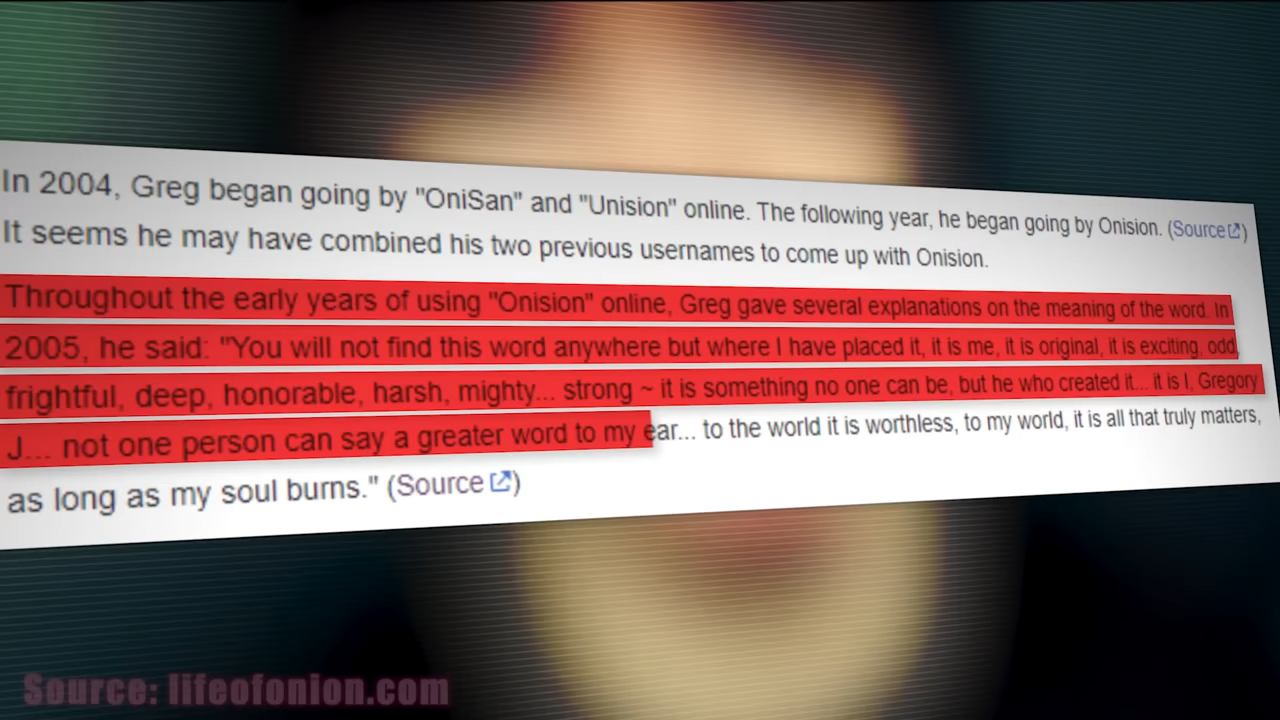 In 2004, Greg began going by "OniSan" and "Unision" online. The following year, he began going by Onision. (Source)
It seems he may have combined his two previous usernames to come up with Onision.
Throughout the early years of using "Onision" online, Greg gave several explanations on the meaning of the word. In
2005, he said: "You will not find this word anywhere but where I have placed it, it is me, it is original, it is exciting, odd,
frightful, deep, honorable, harsh, mighty... strong ~ it is something no one can be, but he who created it... it is I, Gregory
J... not one person can say a greater word to my ear... to the world it is worthless, to my world, it is all that truly matters,
as long as my soul burns." (Source)
Source: lifeofonion.com